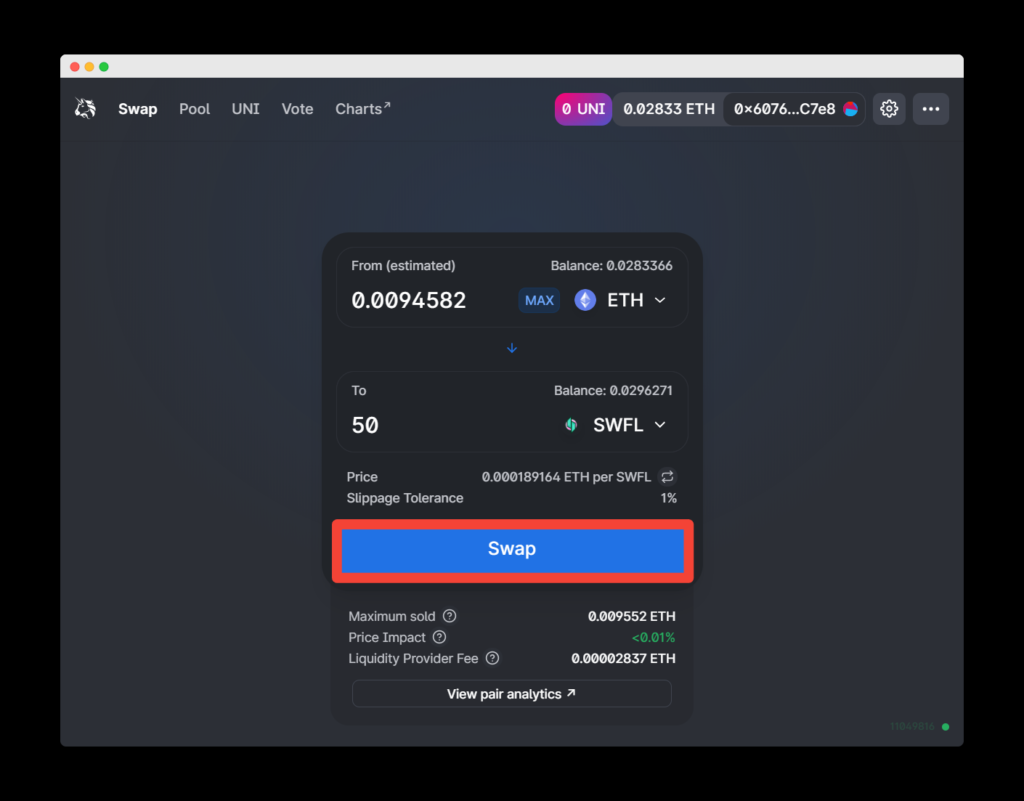 Swap Pool UNI Vote Charts↗ 0 UNI 0.02833 ETH 0×6076...C7e8
From (estimated) Balance: 0.0283366
0.0094582 MAX ETH
To Balance: 0.0296271
50 SWFL
Price 0.000189164 ETH per SWFL
Slippage Tolerance 1%
Swap
Maximum sold ? 0.009552 ETH
Price Impact ? <0.01%
Liquidity Provider Fee ? 0.00002837 ETH
View pair analytics ↗